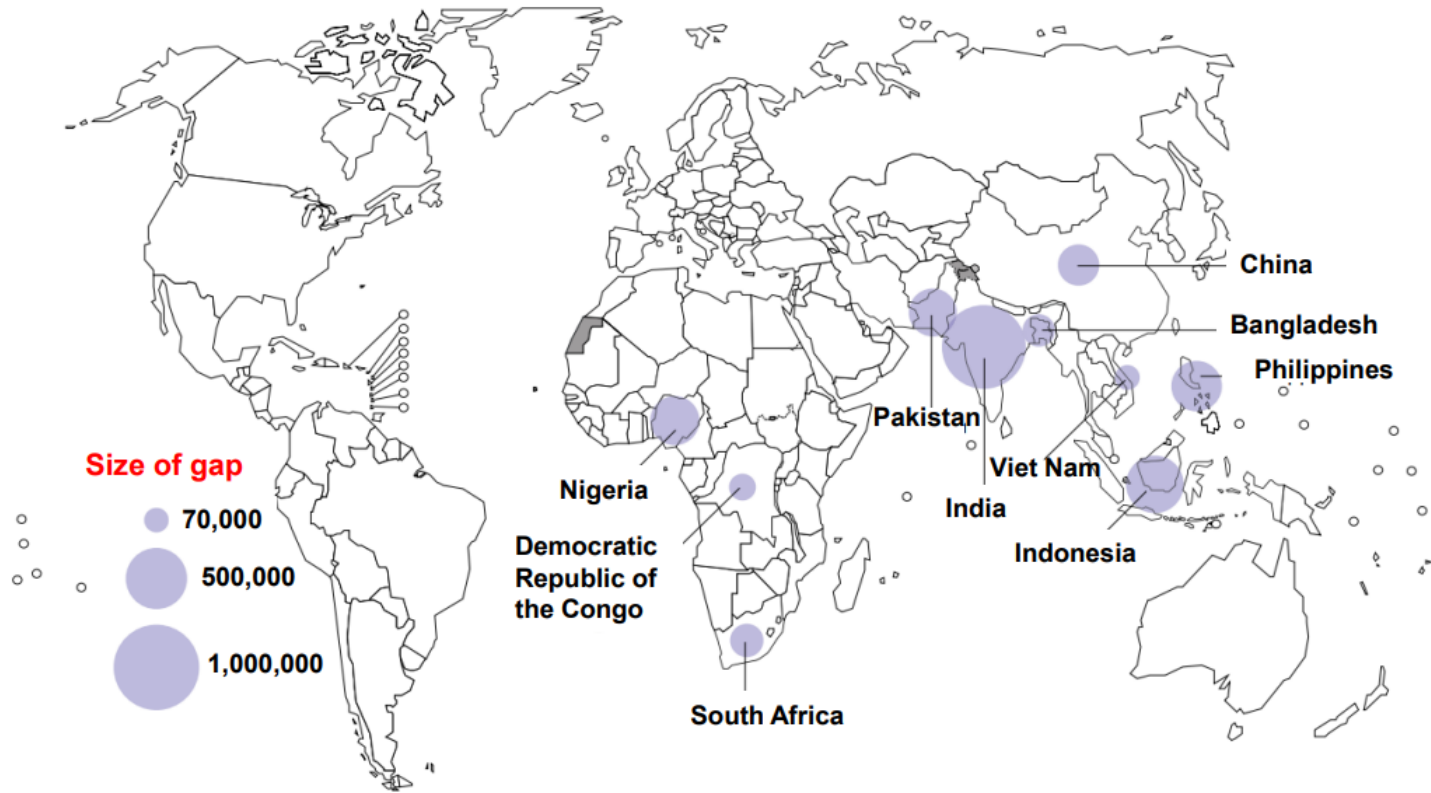 China
Bangladesh
Philippines
Pakistan
Viet Nam
India
Indonesia
Size of gap
70,000
500,000
1,000,000
Nigeria
Democratic
Republic of
the Congo
South Africa